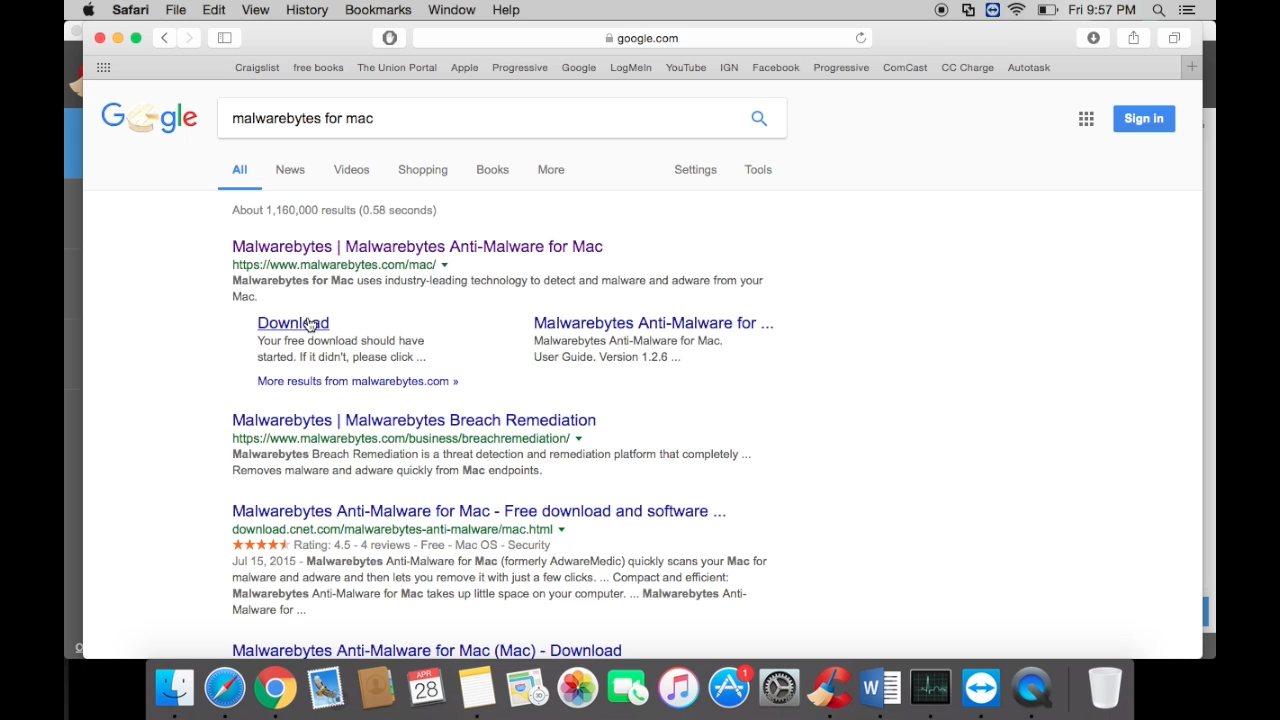 Safari File Edit View History Bookmarks Window Help Fri 9:57 PM
google.com
Craigslist free books The Union Portal Apple Progressive Google LogMeIn YouTube IGN Facebook Progressive ComCast CC Charge Autotask
Google malwarebytes for mac Sign in
All News Videos Shopping Books More Settings Tools
About 1,160,000 results (0.58 seconds)
Malwarebytes | Malwarebytes Anti-Malware for Mac
https://www.malwarebytes.com/mac/
Malwarebytes for Mac uses industry-leading technology to detect and malware and adware from your
Mac.
Download
Your free download should have
started. If it didn't, please click ...
Malwarebytes Anti-Malware for ...
Malwarebytes Anti-Malware for Mac.
User Guide. Version 1.2.6 ...
More results from malwarebytes.com »
Malwarebytes | Malwarebytes Breach Remediation
https://www.malwarebytes.com/business/breachremediation/
Malwarebytes Breach Remediation is a threat detection and remediation platform that completely ...
Removes malware and adware quickly from Mac endpoints.
Malwarebytes Anti-Malware for Mac - Free download and software ...
download.cnet.com/malwarebytes-anti-malware/mac.html
Rating: 4.5 - 4 reviews - Free - Mac OS - Security
Jul 15, 2015 - Malwarebytes Anti-Malware for Mac (formerly AdwareMedic) quickly scans your Mac for
malware and adware and then lets you remove it with just a few clicks. ... Compact and efficient:
Malwarebytes Anti-Malware for Mac takes up little space on your computer. ... Malwarebytes Anti-
Malware for ...
Malwarebytes Anti-Malware for Mac (Mac) - Download
APR
28
3D
1
W